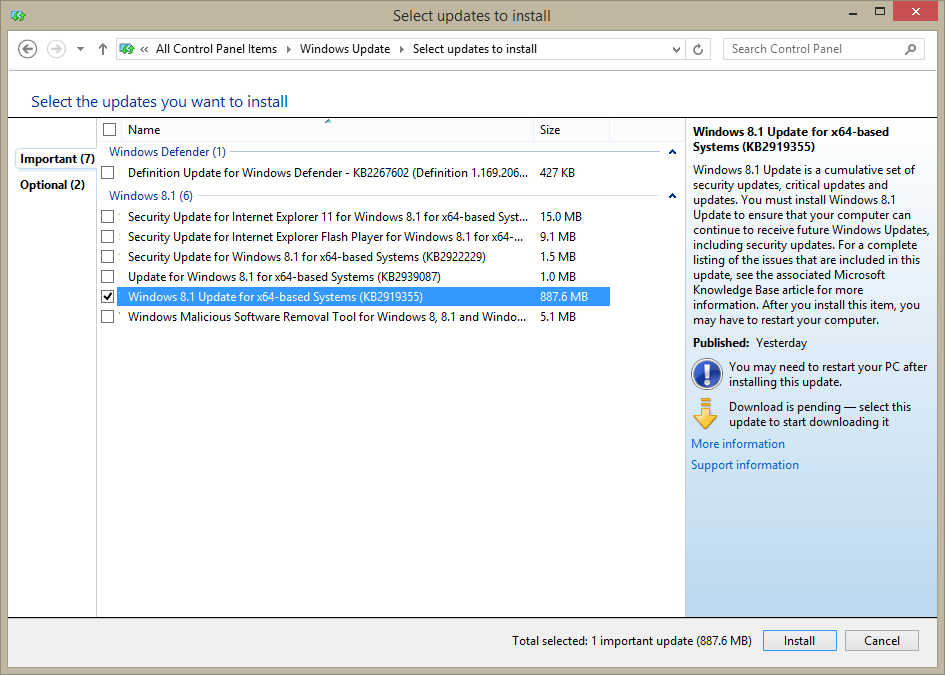 Select updates to install
« All Control Panel Items Windows Update Select updates to install Search Control Panel
Select the updates you want to install
Important (7)
Optional (2)
Name Size
Windows Defender (1)
Definition Update for Windows Defender - KB2267602 (Definition 1.169.206... 427 KB
Windows 8.1 (6)
Security Update for Internet Explorer 11 for Windows 8.1 for x64-based Syst... 15.0 MB
Security Update for Internet Explorer Flash Player for Windows 8.1 for x64-... 9.1 MB
Security Update for Windows 8.1 for x64-based Systems (KB2922229) 1.5 MB
Update for Windows 8.1 for x64-based Systems (KB2939087) 1.0 MB
Windows 8.1 Update for x64-based Systems (KB2919355) 887.6 MB
Windows Malicious Software Removal Tool for Windows 8, 8.1 and Windo... 5.1 MB
Windows 8.1 Update for x64-based
Systems (KB2919355)
Windows 8.1 Update is a cumulative set of
security updates, critical updates and
updates. You must install Windows 8.1
Update to ensure that your computer can
continue to receive future Windows Updates,
including security updates. For a complete
listing of the issues that are included in this
update, see the associated Microsoft
Knowledge Base article for more
information. After you install this item, you
may have to restart your computer.
Published: Yesterday
You may need to restart your PC after
installing this update.
Download is pending — select this
update to start downloading it
More information
Support information
Total selected: 1 important update (887.6 MB) Install Cancel